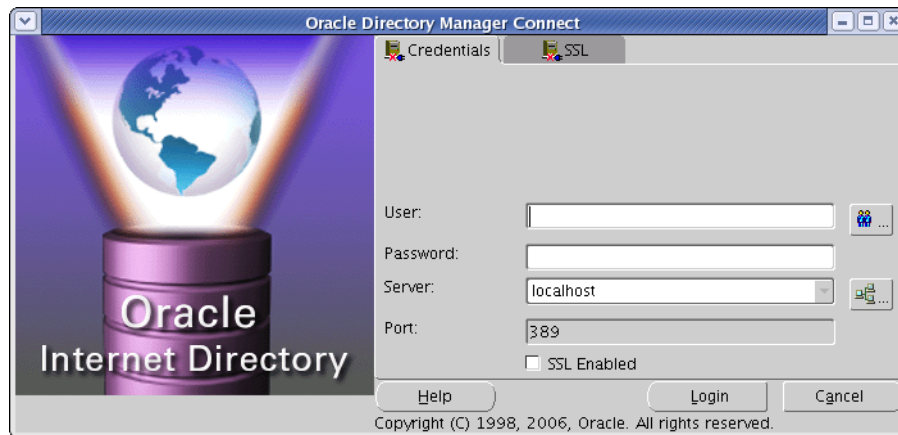 Oracle Directory Manager Connect
Credentials
SSL
User:
...
Password:
Server:
localhost
...
Port:
389
SSL Enabled
Oracle
Internet Directory
Help
Login
Cancel
Copyright (C) 1998, 2006, Oracle. All rights reserved.